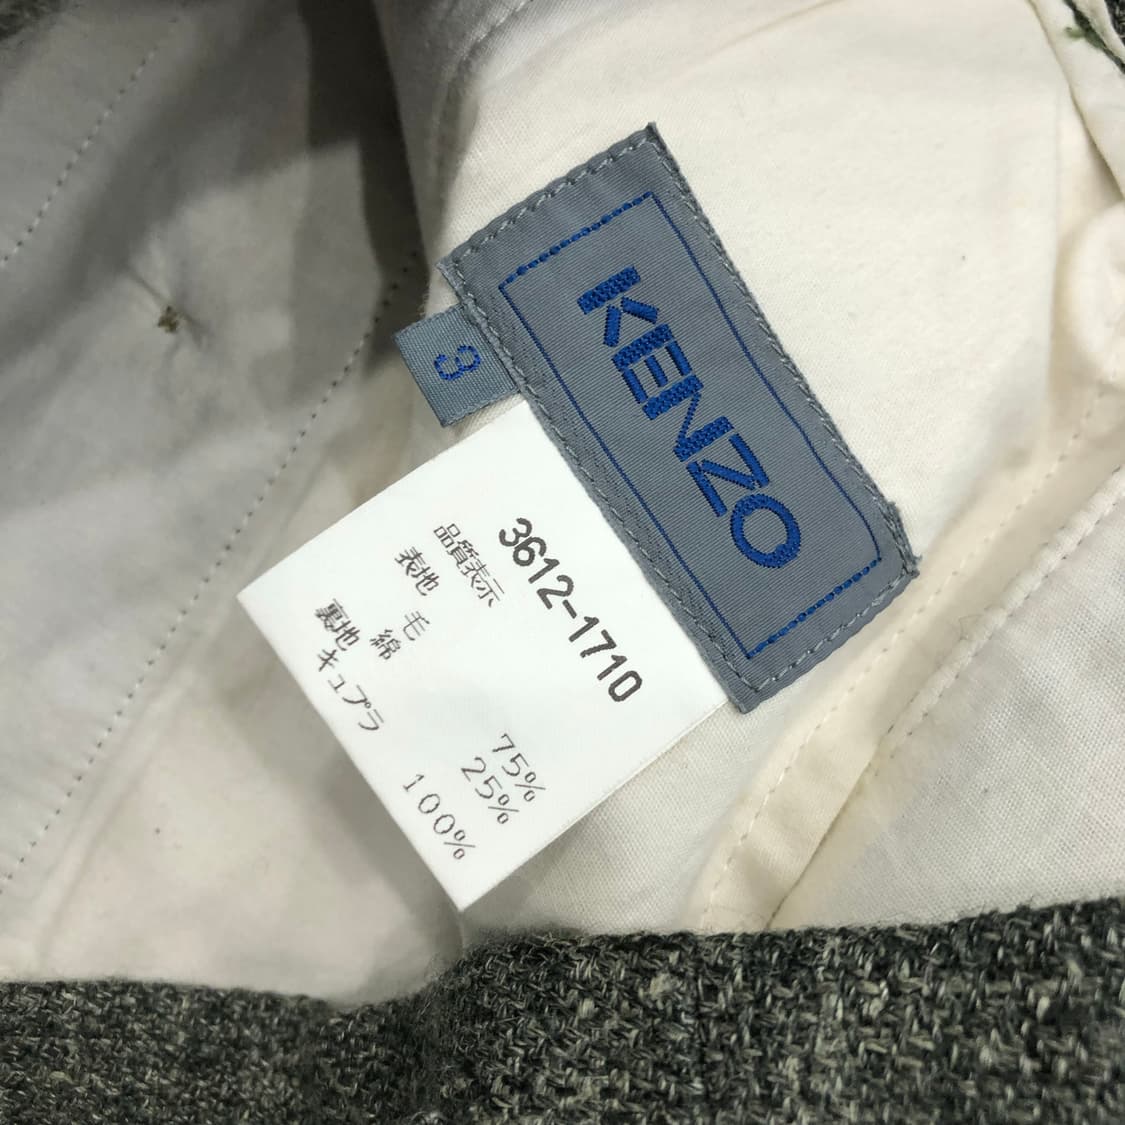 KENZO
3
3612-1710
品質表示
表地 毛 75%
綿 25%
裏地
キュプラ 100%